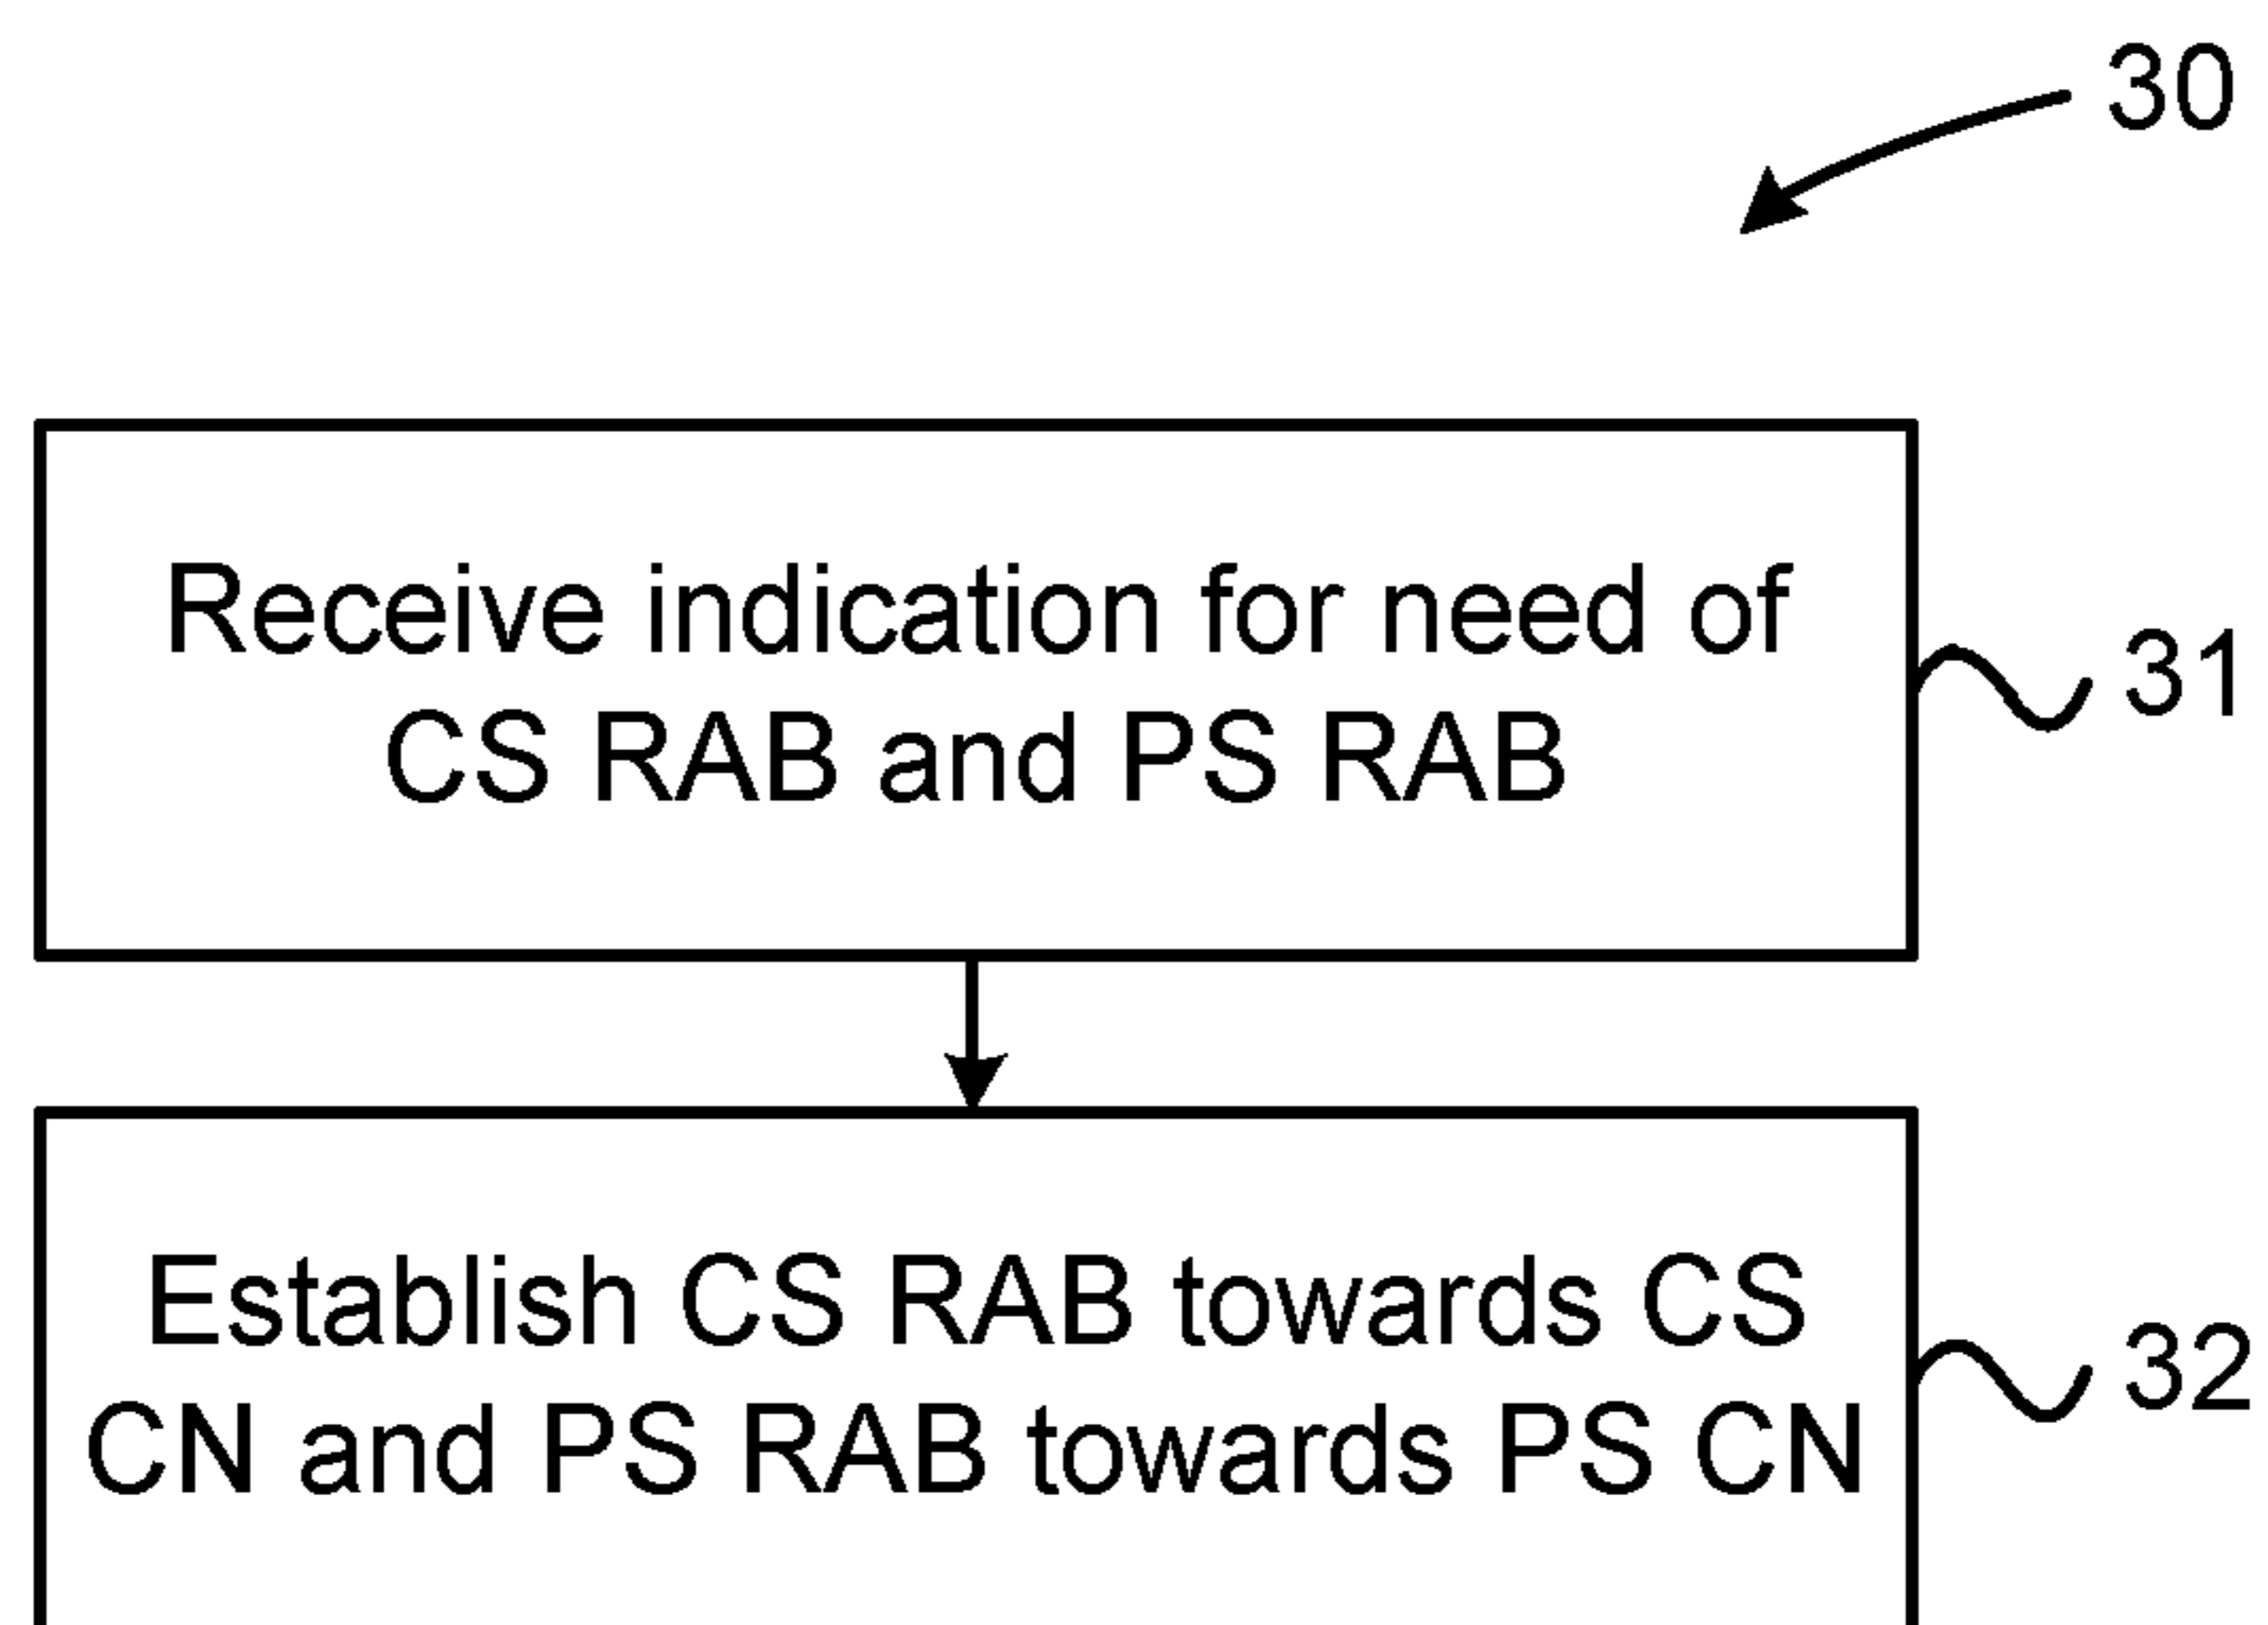 30
Receive indication for need of
CS RAB and PS RAB
31
Establish CS RAB towards CS
CN and PS RAB towards PS CN
32